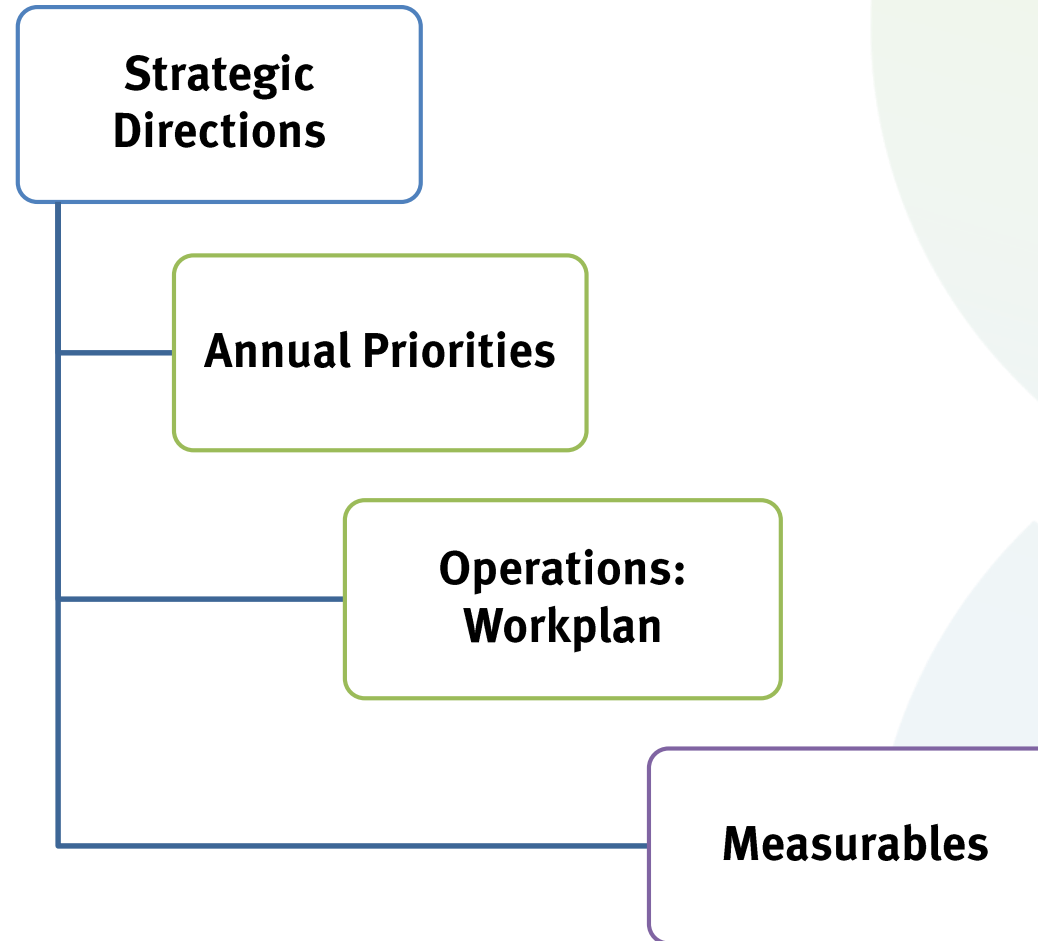 Strategic
Directions
Annual Priorities
Operations:
Workplan
Measurables